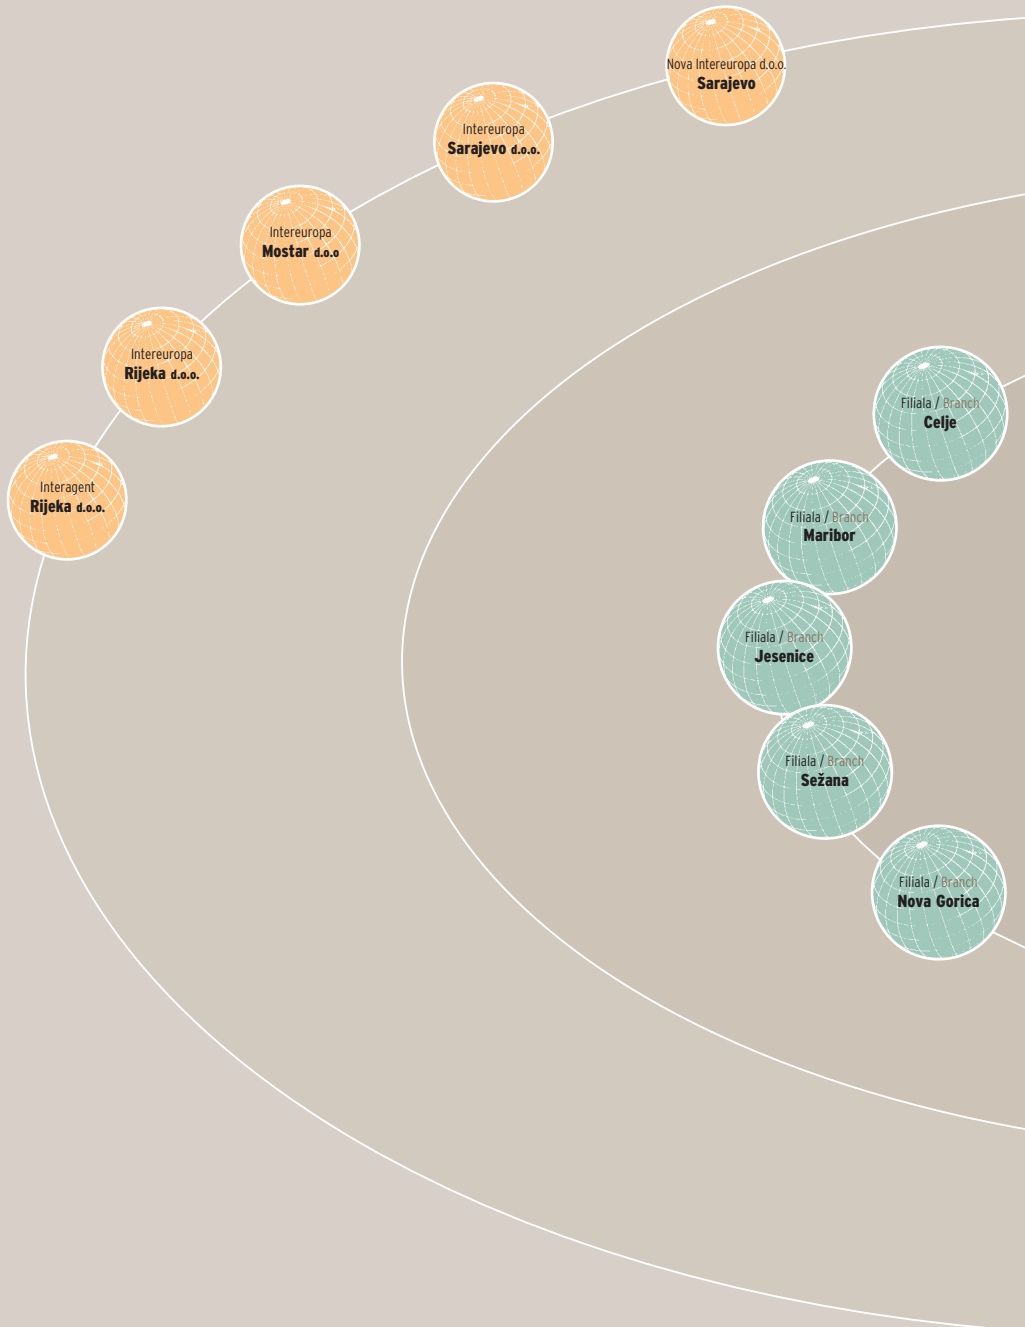 Nova Intereuropa d.o.o.
Sarajevo
Intereuropa
Sarajevo d.o.o.
Intereuropa
Mostar d.o.o
Intereuropa
Rijeka d.o.o.
Interagent
Rijeka d.o.o.
Filiala / Branch
Celje
Filiala / Branch
Maribor
Filiala / Branch
Jesenice
Filiala / Branch
Sežana
Filiala / Branch
Nova Gorica